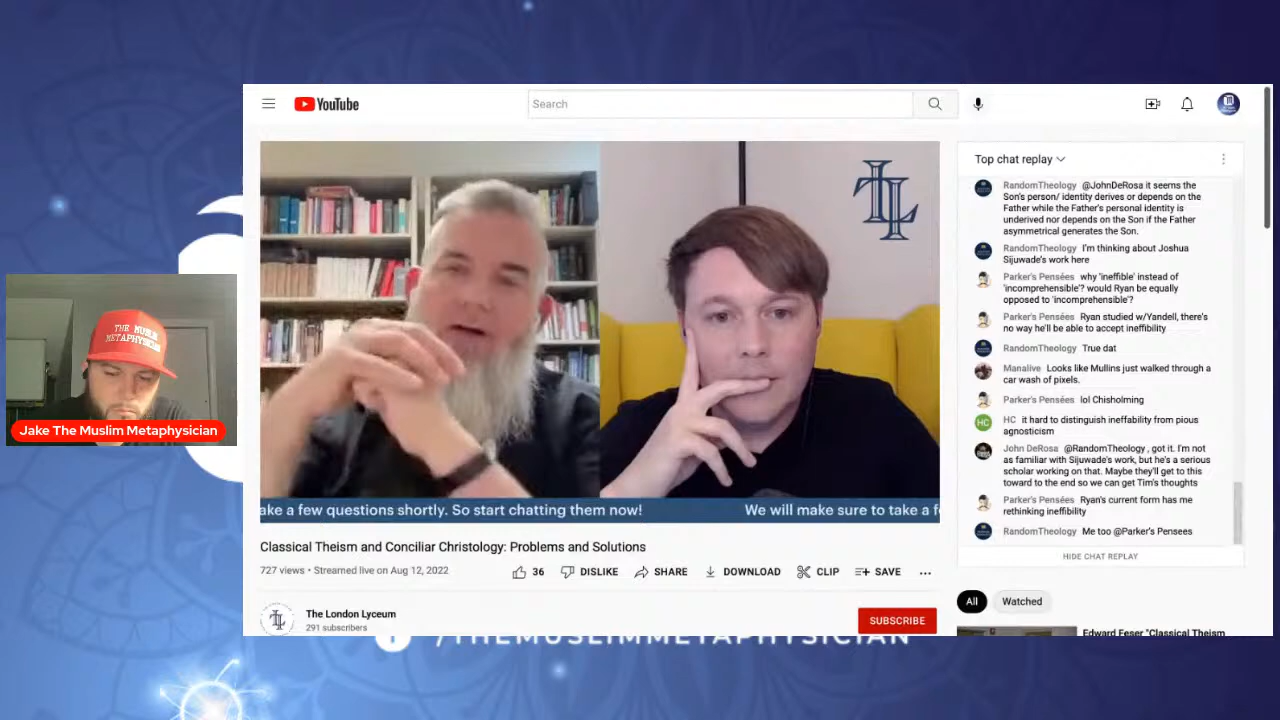 YouTube
Search
Top chat replay
RandomTheology @JohnDeRosa it seems the
Son's person/ identity derives or depends on the
Father while the Father's personal identity is
underived nor depends on the Son if the Father
asymmetrical generates the Son.
RandomTheology I'm thinking about Joshua
Sijuwade's work here
Parker's Pensées why 'ineffible' instead of
'incomprehensible'? would Ryan be equally
opposed to 'incomprehensible'?
Parker's Pensées Ryan studied w/Yandell, there's
no way he'll be able to accept ineffibility
RandomTheology True dat
Manalive Looks like Mullins just walked through a
car wash of pixels.
Parker's Pensées lol Chisholming
HC it hard to distinguish ineffability from pious
agnosticism
John DeRosa @RandomTheology , got it. I'm not
as familiar with Sijuwade's work, but he's a serious
scholar working on that. Maybe they'll get to this
toward to the end so we can get Tim's thoughts
Parker's Pensées Ryan's current form has me
rethinking ineffibility
RandomTheology Me too @Parker's Pensees
HIDE CHAT REPLAY
THE MUSLIM
METAPHYSICIAN
Jake The Muslim Metaphysician
ake a few questions shortly. So start chatting them now! We will make sure to take a f
Classical Theism and Conciliar Christology: Problems and Solutions
727 views • Streamed live on Aug 12, 2022
36 DISLIKE SHARE DOWNLOAD CLIP SAVE
The London Lyceum
291 subscribers
SUBSCRIBE
All Watched
Edward Feser "Classical Theism
/THEMUSLIMMETAPHYSICIAN